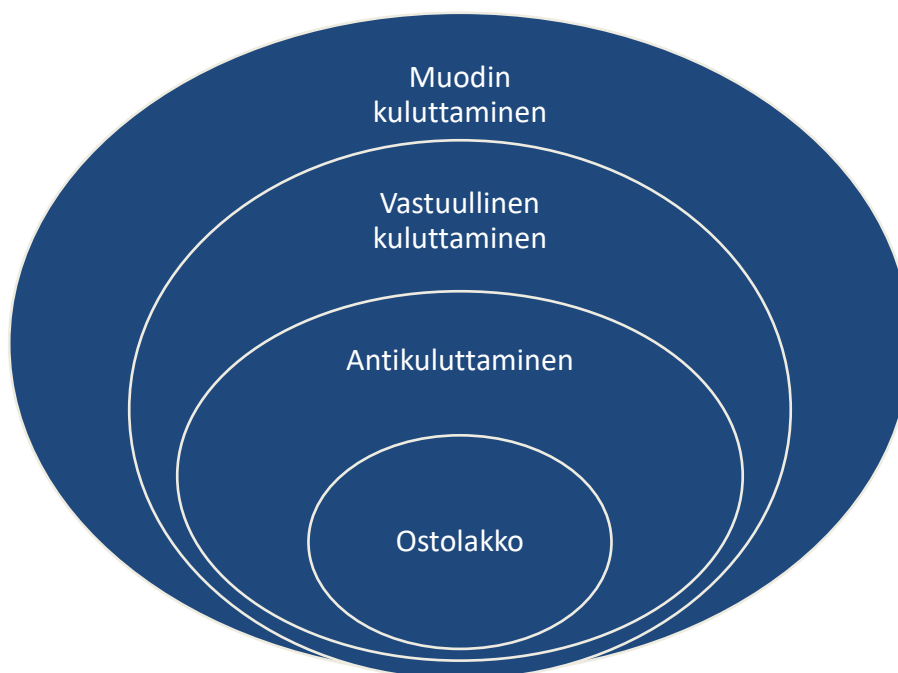 Muodin
kuluttaminen
Vastuullinen
kuluttaminen
Antikuluttaminen
Ostolakko